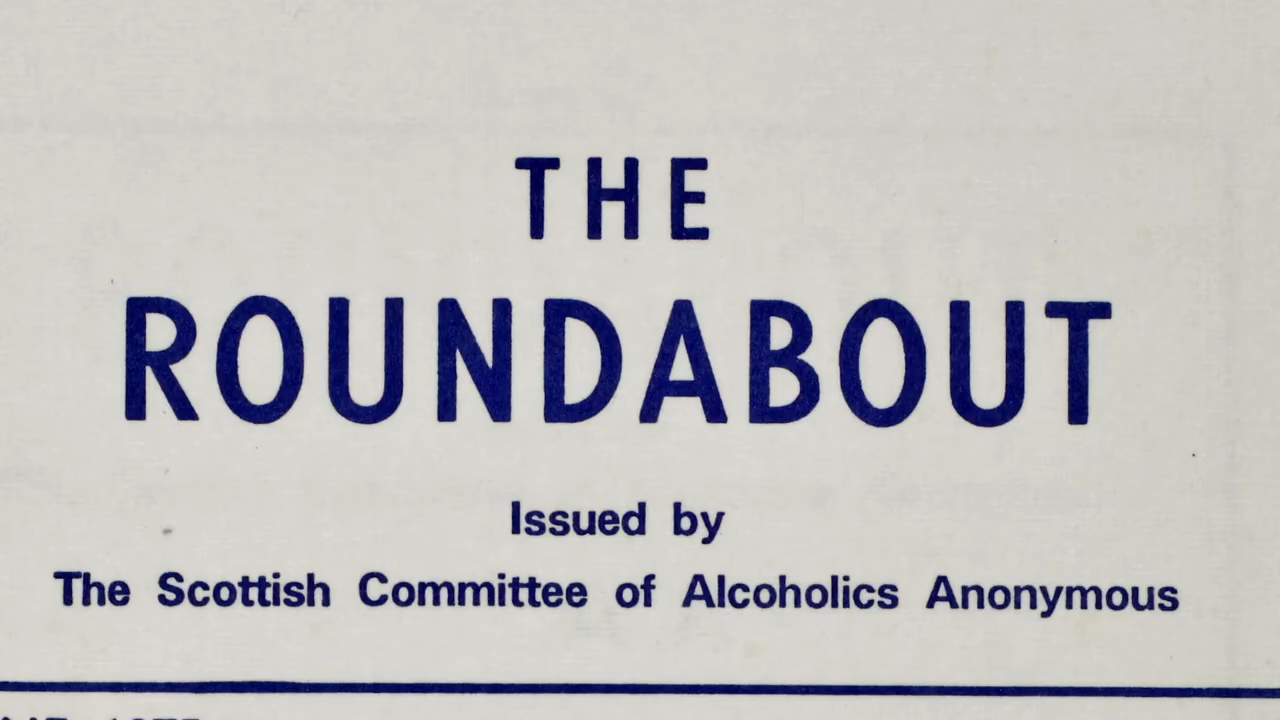 THE
ROUNDABOUT
Issued by
The Scottish Committee of Alcoholics Anonymous